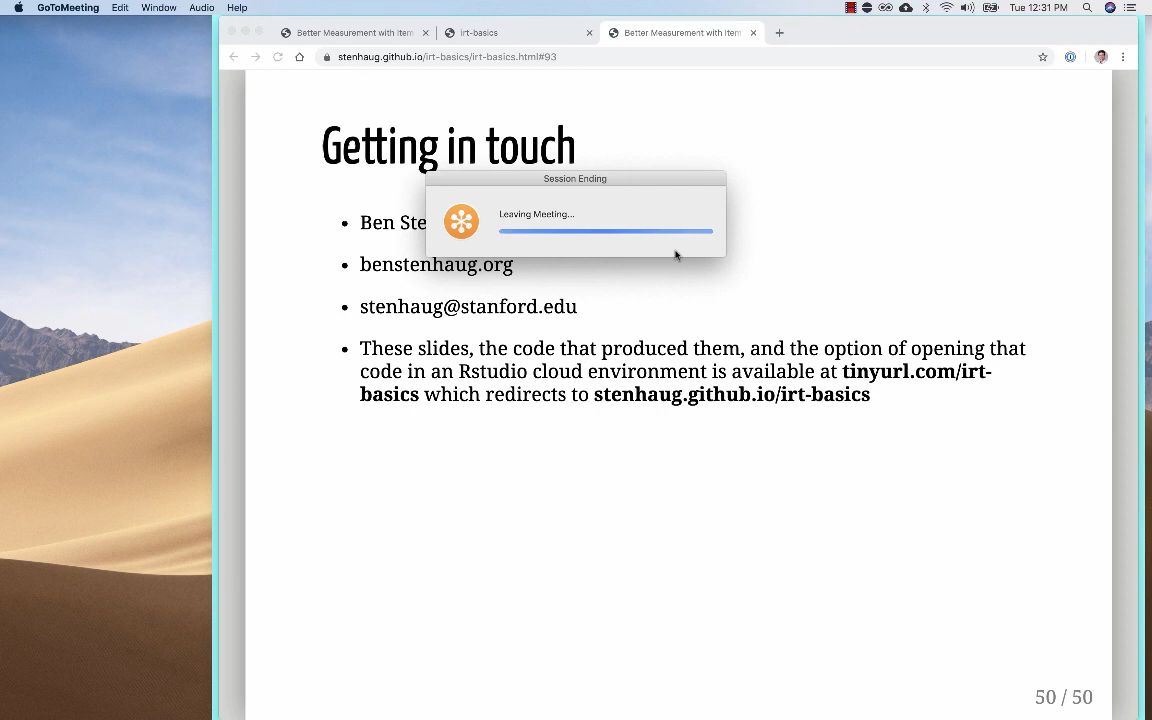 GoToMeeting Edit Window Audio Help Tue 12:31 PM
Better Measurement with Item
irt-basics
Better Measurement with Item
stenhaug.github.io/irt-basics/irt-basics.html#93
Getting in touch
Session Ending
Leaving Meeting...
• Ben Ste
• benstenhaug.org
• stenhaug@stanford.edu
• These slides, the code that produced them, and the option of opening that
code in an Rstudio cloud environment is available at tinyurl.com/irt-
basics which redirects to stenhaug.github.io/irt-basics
50 / 50